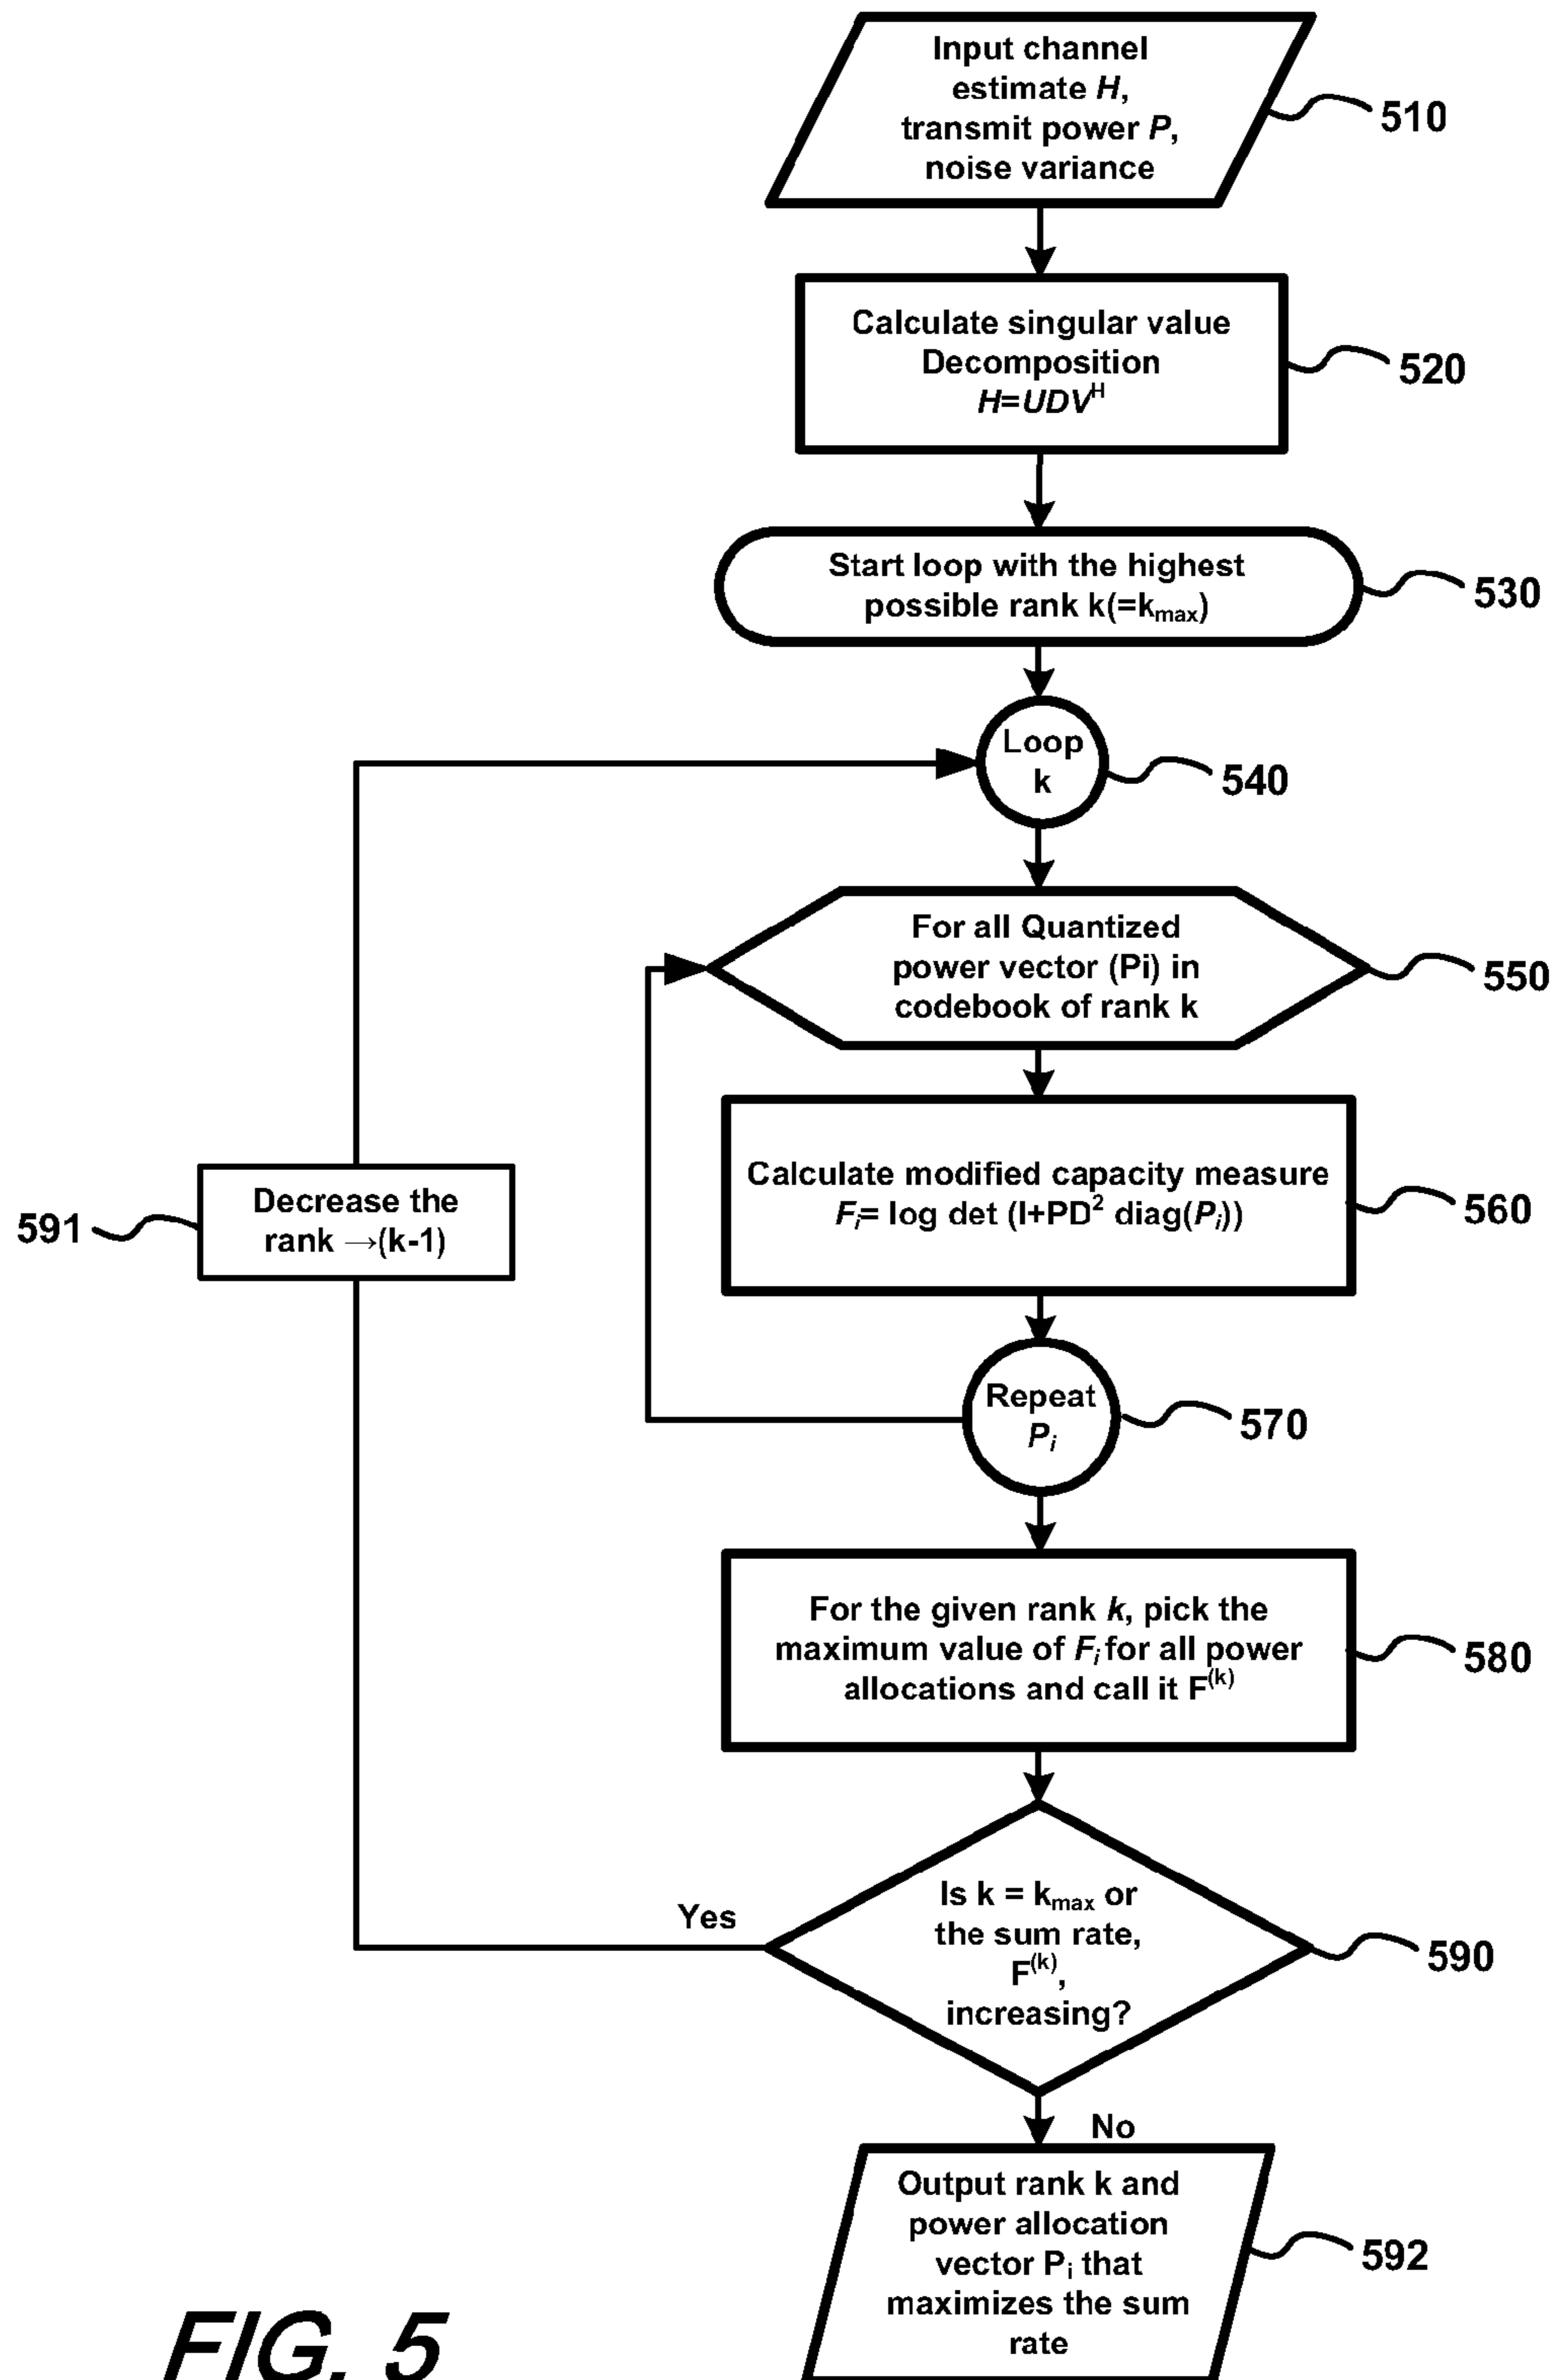 Input channel
estimate H,
transmit power P,
noise variance
510
Calculate singular value
Decomposition
H=UDVᴴ
520
Start loop with the highest
possible rank k(=kmax)
530
Loop
k
540
For all Quantized
power vector (Pi) in
codebook of rank k
550
Calculate modified capacity measure
Fᵢ= log det (I+PD² diag(Pᵢ))
560
591
Decrease the
rank →(k-1)
Repeat
Pᵢ
570
For the given rank k, pick the
maximum value of Fᵢ for all power
allocations and call it F⁽ᵏ⁾
580
Yes
Is k = kmax or
the sum rate,
F⁽ᵏ⁾,
increasing?
590
No
Output rank k and
power allocation
vector Pᵢ that
maximizes the sum
rate
592
FIG. 5